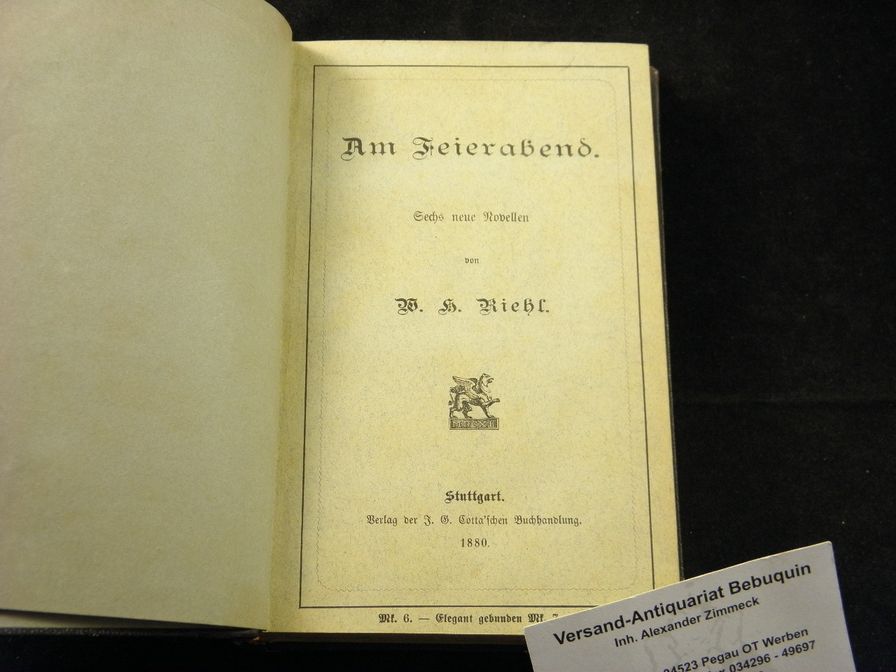 Am Feierabend.
Sechs neue Novellen
von
W. H. Riehl.
Stuttgart.
Verlag der J. G. Cotta'schen Buchhandlung.
1880.
Mk. 6. — Elegant gebunden Mk.
Versand-Antiquariat Bebuquin
Inh. Alexander Zimmeck
04523 Pegau OT Werben
034296 - 49697